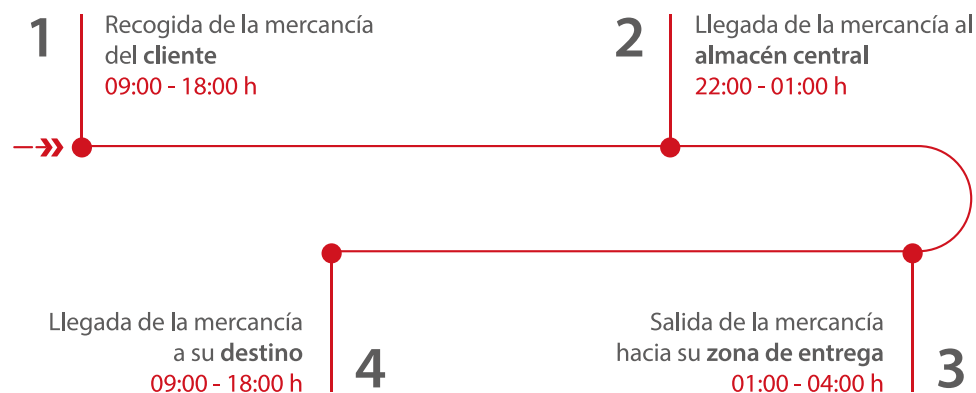 1
Recogida de la mercancía
del cliente
09:00 - 18:00 h
2
Llegada de la mercancía al
almacén central
22:00 - 01:00 h
Salida de la mercancía
hacia su zona de entrega
01:00 - 04:00 h
3
Llegada de la mercancía
a su destino
09:00 - 18:00 h
4